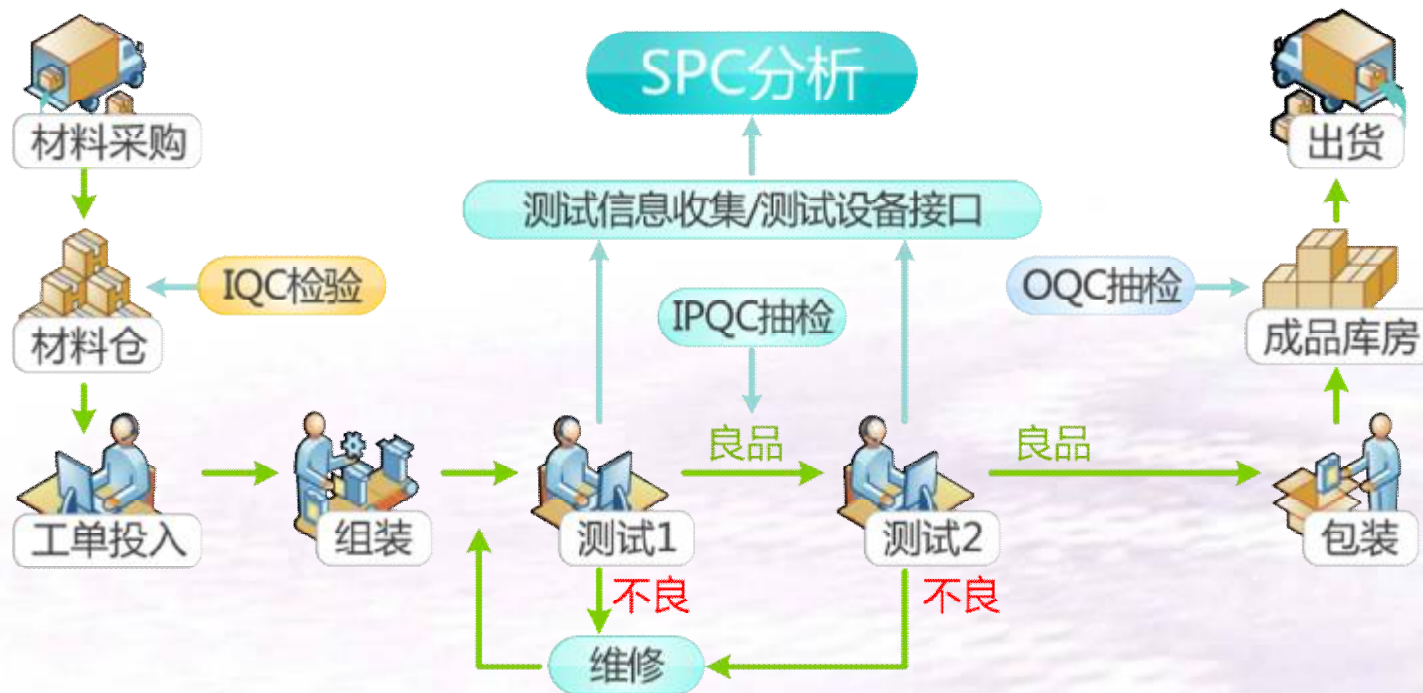 SPC分析
材料采购
出货
测试信息收集/测试设备接口
IQC检验
OQC抽检
IPQC抽检
材料仓
成品库房
良品
良品
工单投入
组装
测试1
测试2
包装
不良
不良
维修